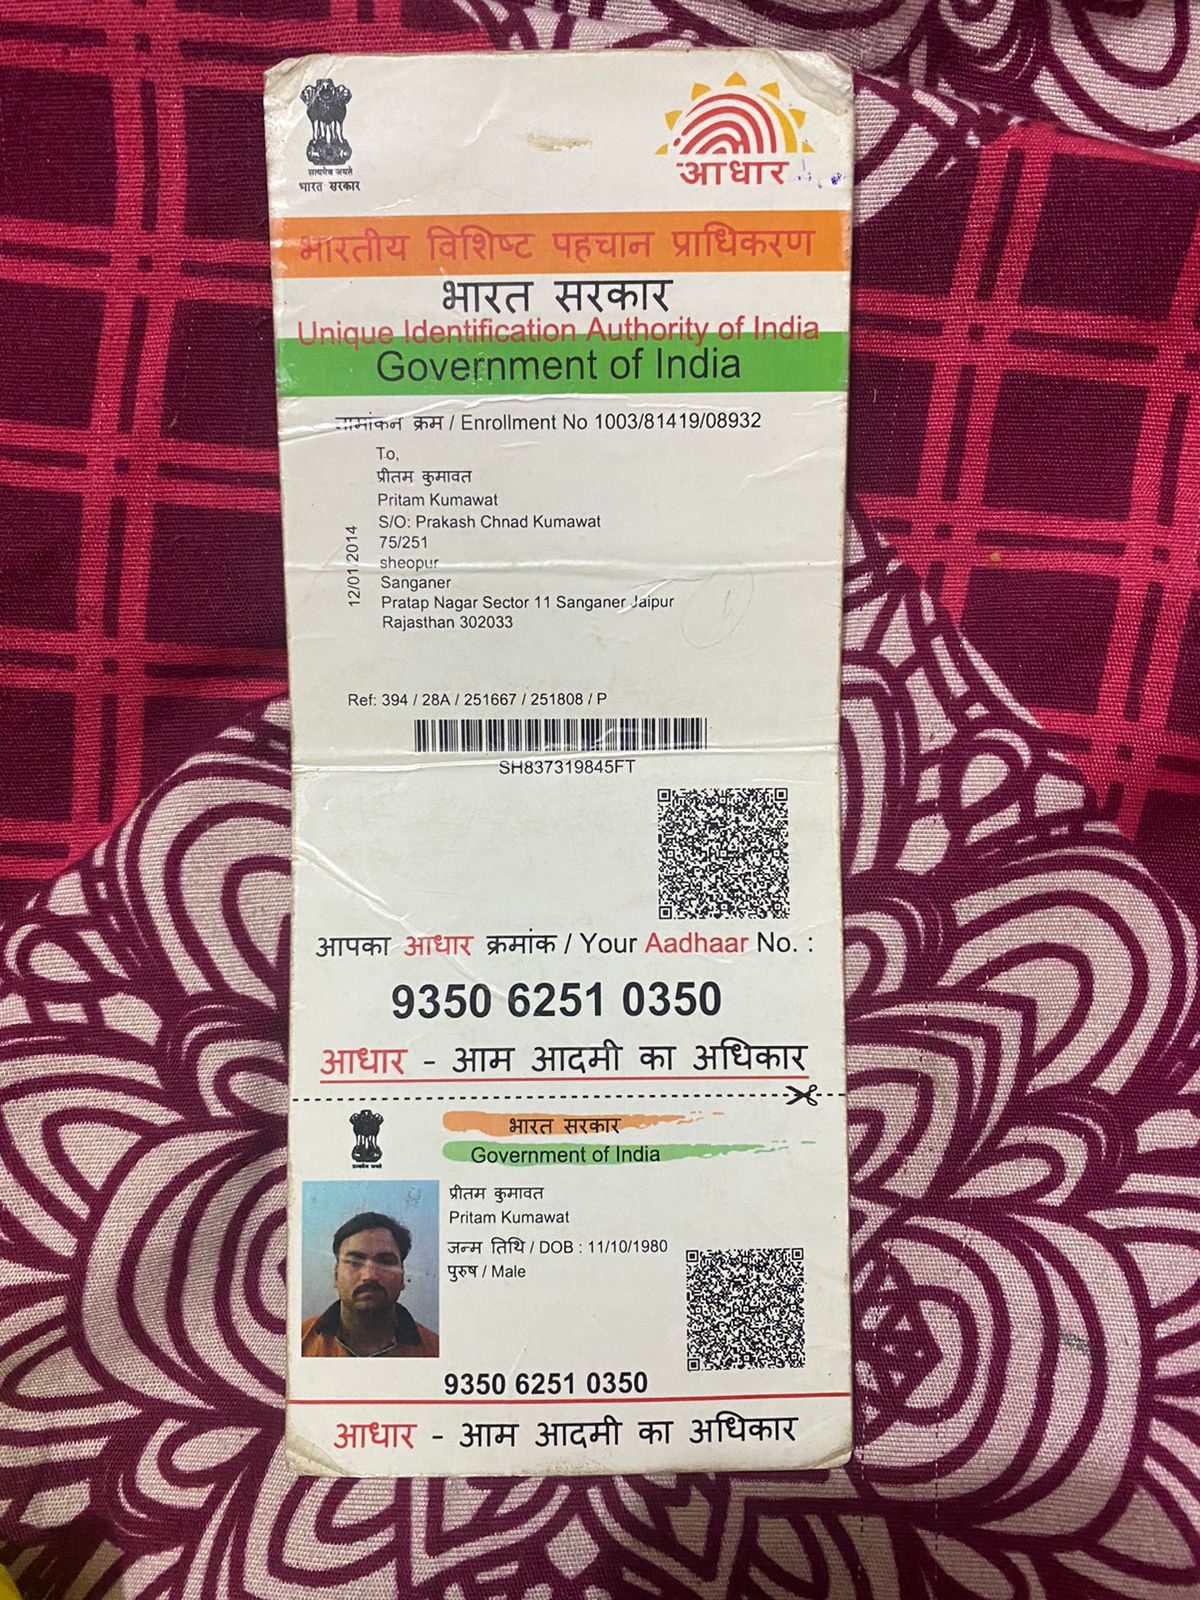 सत्यमेव जयते
भारत सरकार
आधार
भारतीय विशिष्ट पहचान प्राधिकरण
भारत सरकार
Unique Identification Authority of India
Government of India
नामांकन क्रम / Enrollment No 1003/81419/08932
To,
प्रीतम कुमावत
Pritam Kumawat
S/O: Prakash Chnad Kumawat
75/251
sheopur
Sanganer
Pratap Nagar Sector 11 Sanganer Jaipur
Rajasthan 302033
12/01/2014
Ref: 394 / 28A / 251667 / 251808 / P
SH837319845FT
आपका आधार क्रमांक / Your Aadhaar No. :
9350 6251 0350
आधार - आम आदमी का अधिकार
भारत सरकार
Government of India
सत्यमेव जयते
प्रीतम कुमावत
Pritam Kumawat
जन्म तिथि / DOB : 11/10/1980
पुरुष / Male
9350 6251 0350
आधार - आम आदमी का अधिकार